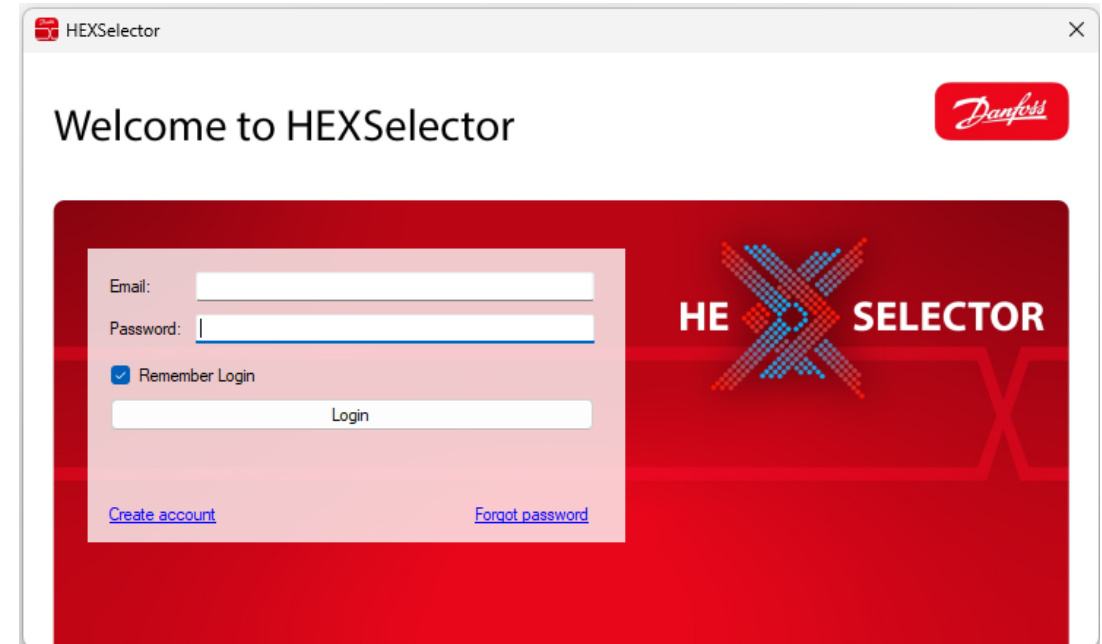 HEXSelector
Welcome to HEXSelector
Danfoss
Email:
HE SELECTOR
Password:
Remember Login
Login
Create account
Forgot password